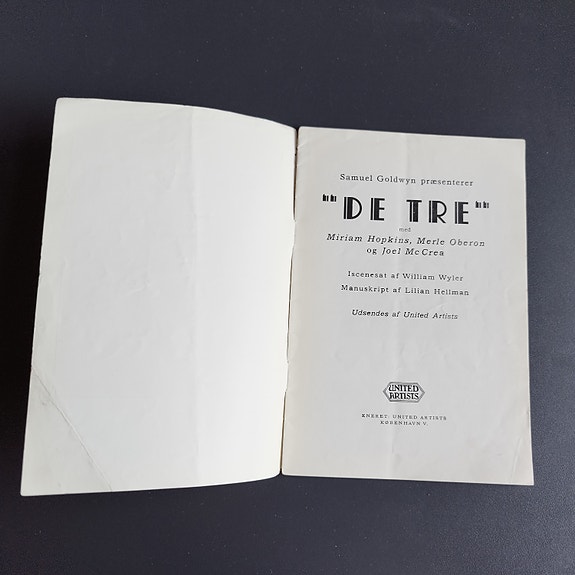 Samuel Goldwyn præsenterer
""DE TRE""
med
Miriam Hopkins, Merle Oberon
og Joel McCrea
Iscenesat af William Wyler
Manuskript af Lilian Hellman
Udsendes af United Artists
UNITED
ARTISTS
ENERET: UNITED ARTISTS
KØBENHAVN V.